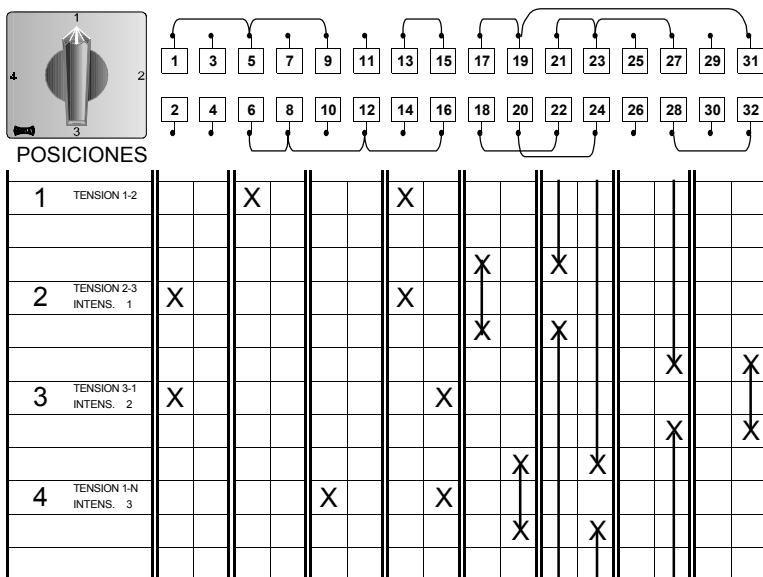 1
4
2
3
1 3 5 7 9 11 13 15 17 19 21 23 25 27 29 31
2 4 6 8 10 12 14 16 18 20 22 24 26 28 30 32
POSICIONES
1 TENSION 1-2 X X
X X
2 TENSION 2-3
INTENS. 1 X X
X X
X X
3 TENSION 3-1
INTENS. 2 X X
X X
X X
4 TENSION 1-N
INTENS. 3 X X
X X